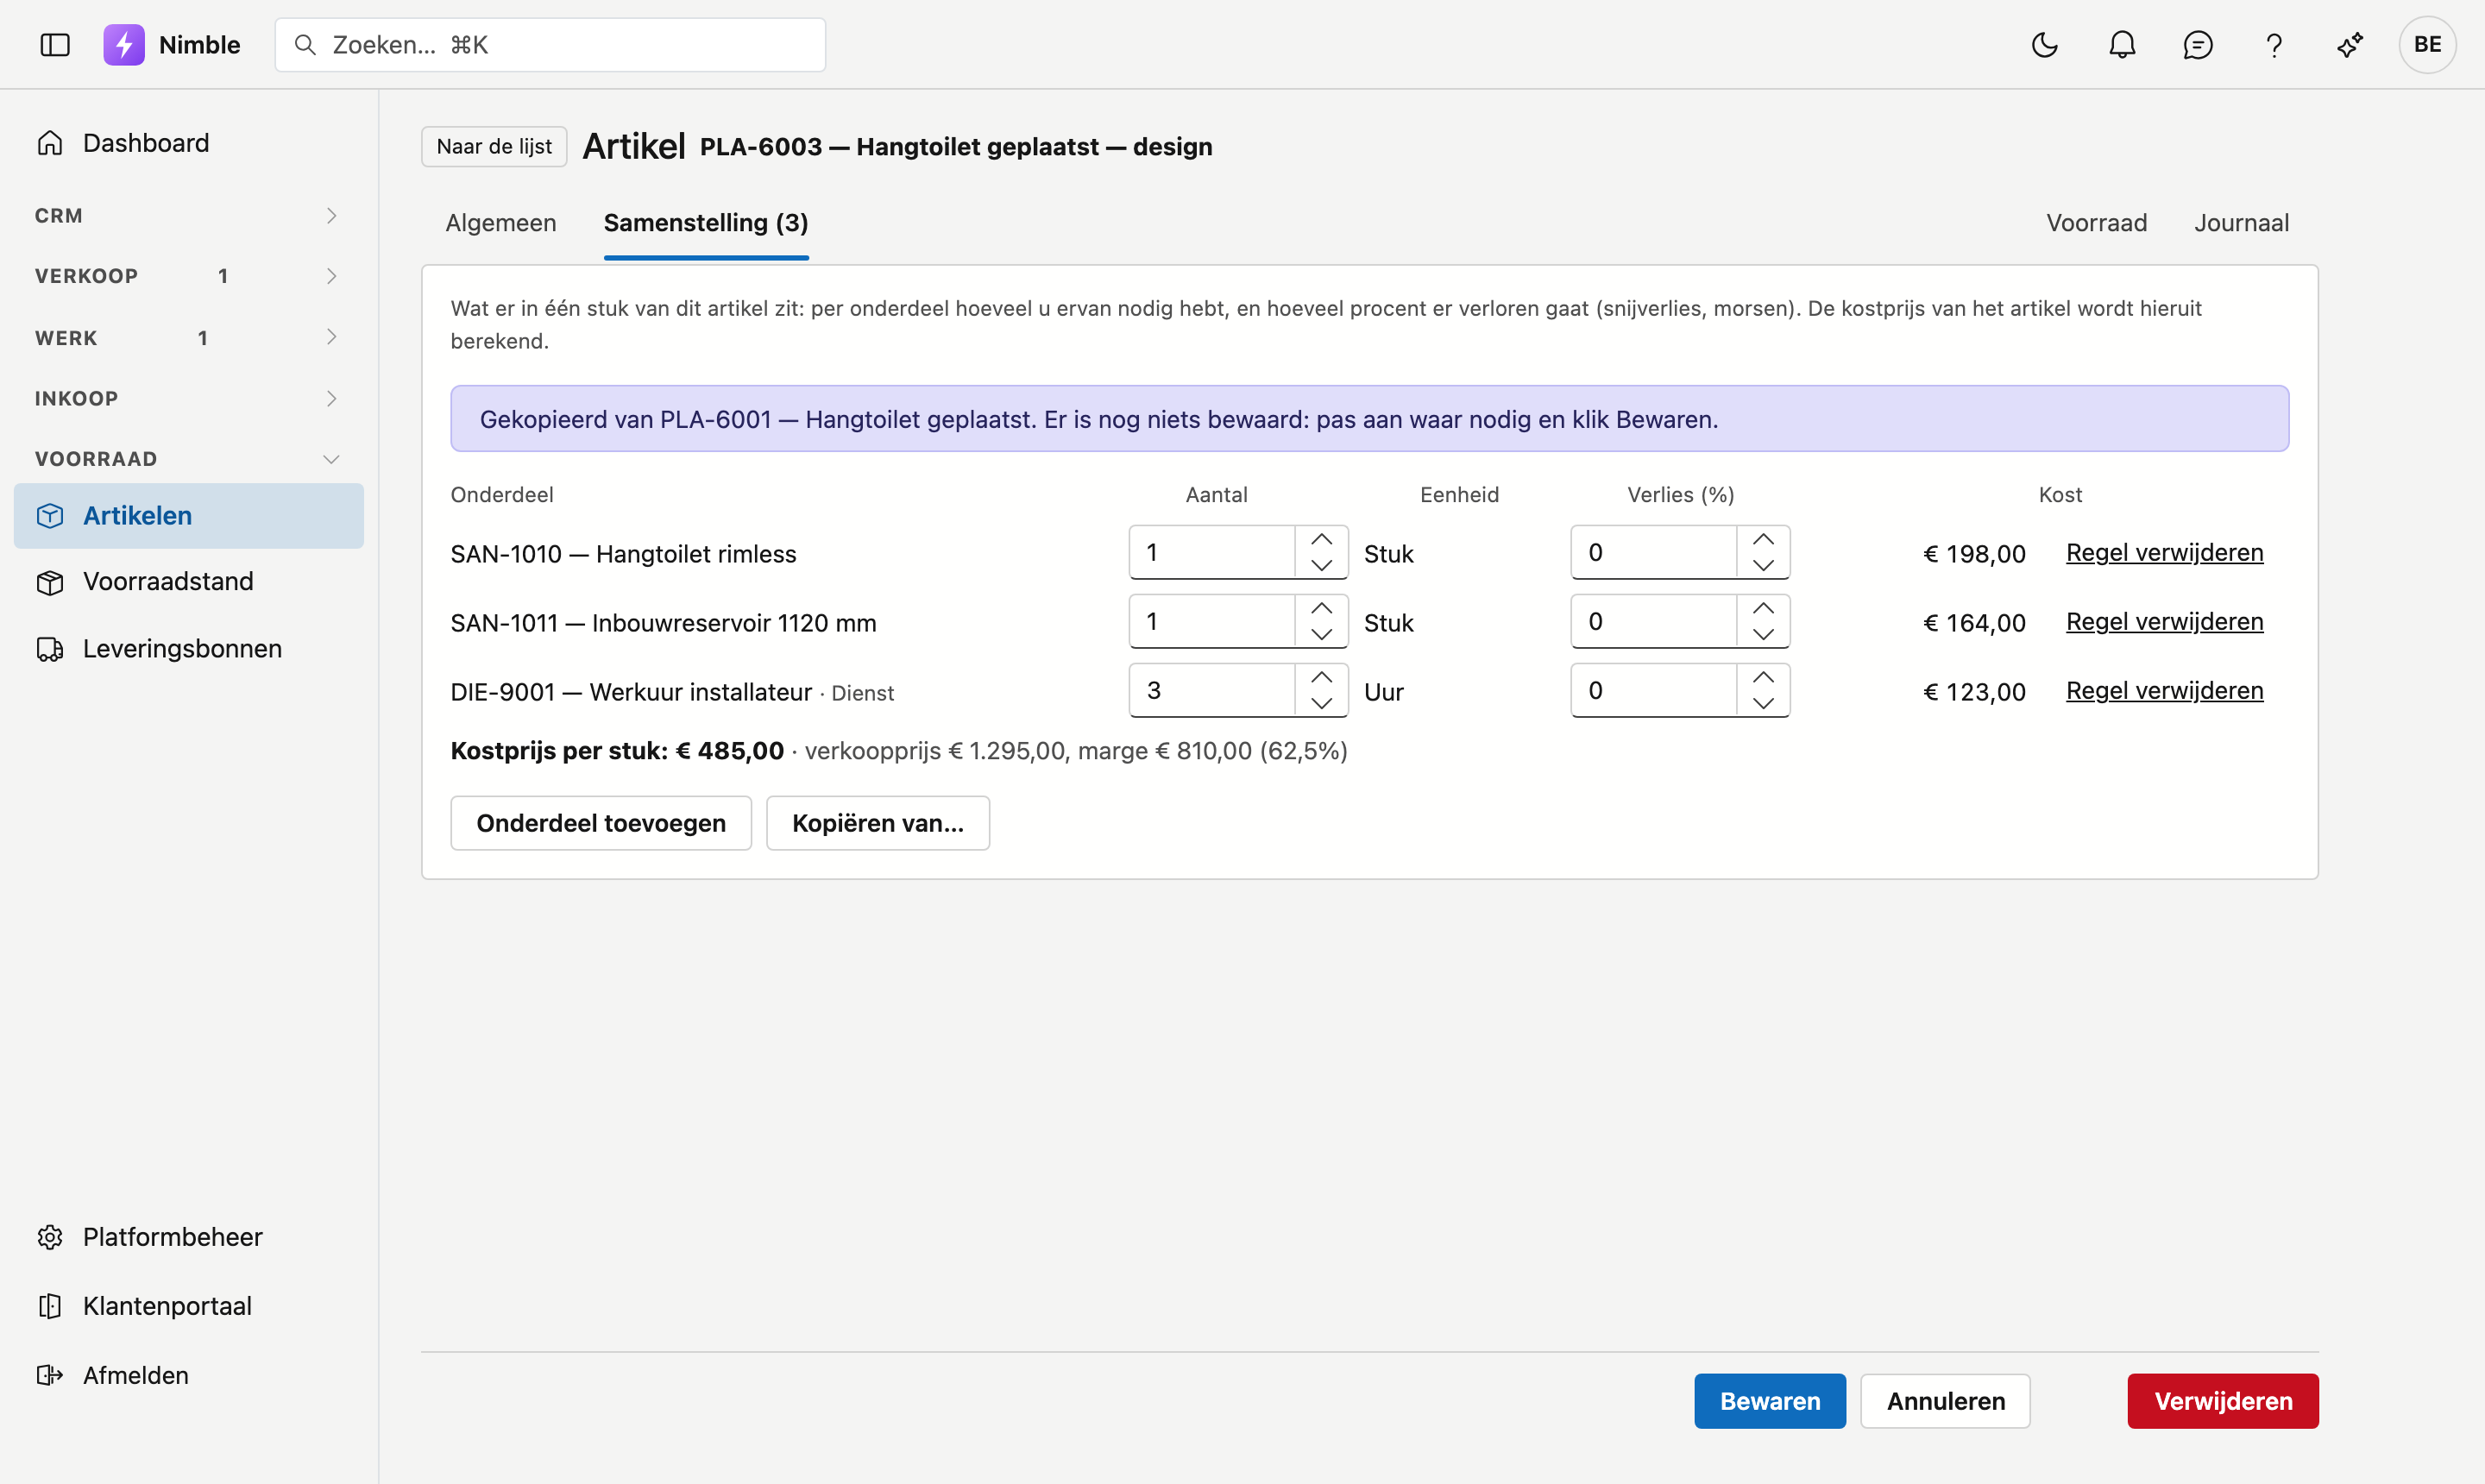 Nimble
Zoeken... ⌘K
BE
Dashboard
CRM
VERKOOP 1
WERK 1
INKOOP
VOORRAAD
Artikelen
Voorraadstand
Leveringsbonnen
Platformbeheer
Klantenportaal
Afmelden
Naar de lijst Artikel PLA-6003 — Hangtoilet geplaatst — design
Algemeen Samenstelling (3) Voorraad Journaal
Wat er in één stuk van dit artikel zit: per onderdeel hoeveel u ervan nodig hebt, en hoeveel procent er verloren gaat (snijverlies, morsen). De kostprijs van het artikel wordt hieruit
berekend.
Gekopieerd van PLA-6001 — Hangtoilet geplaatst. Er is nog niets bewaard: pas aan waar nodig en klik Bewaren.
Onderdeel Aantal Eenheid Verlies (%) Kost
SAN-1010 — Hangtoilet rimless 1 Stuk 0 € 198,00 Regel verwijderen
SAN-1011 — Inbouwreservoir 1120 mm 1 Stuk 0 € 164,00 Regel verwijderen
DIE-9001 — Werkuur installateur · Dienst 3 Uur 0 € 123,00 Regel verwijderen
Kostprijs per stuk: € 485,00 · verkoopprijs € 1.295,00, marge € 810,00 (62,5%)
Onderdeel toevoegen Kopiëren van...
Bewaren Annuleren Verwijderen